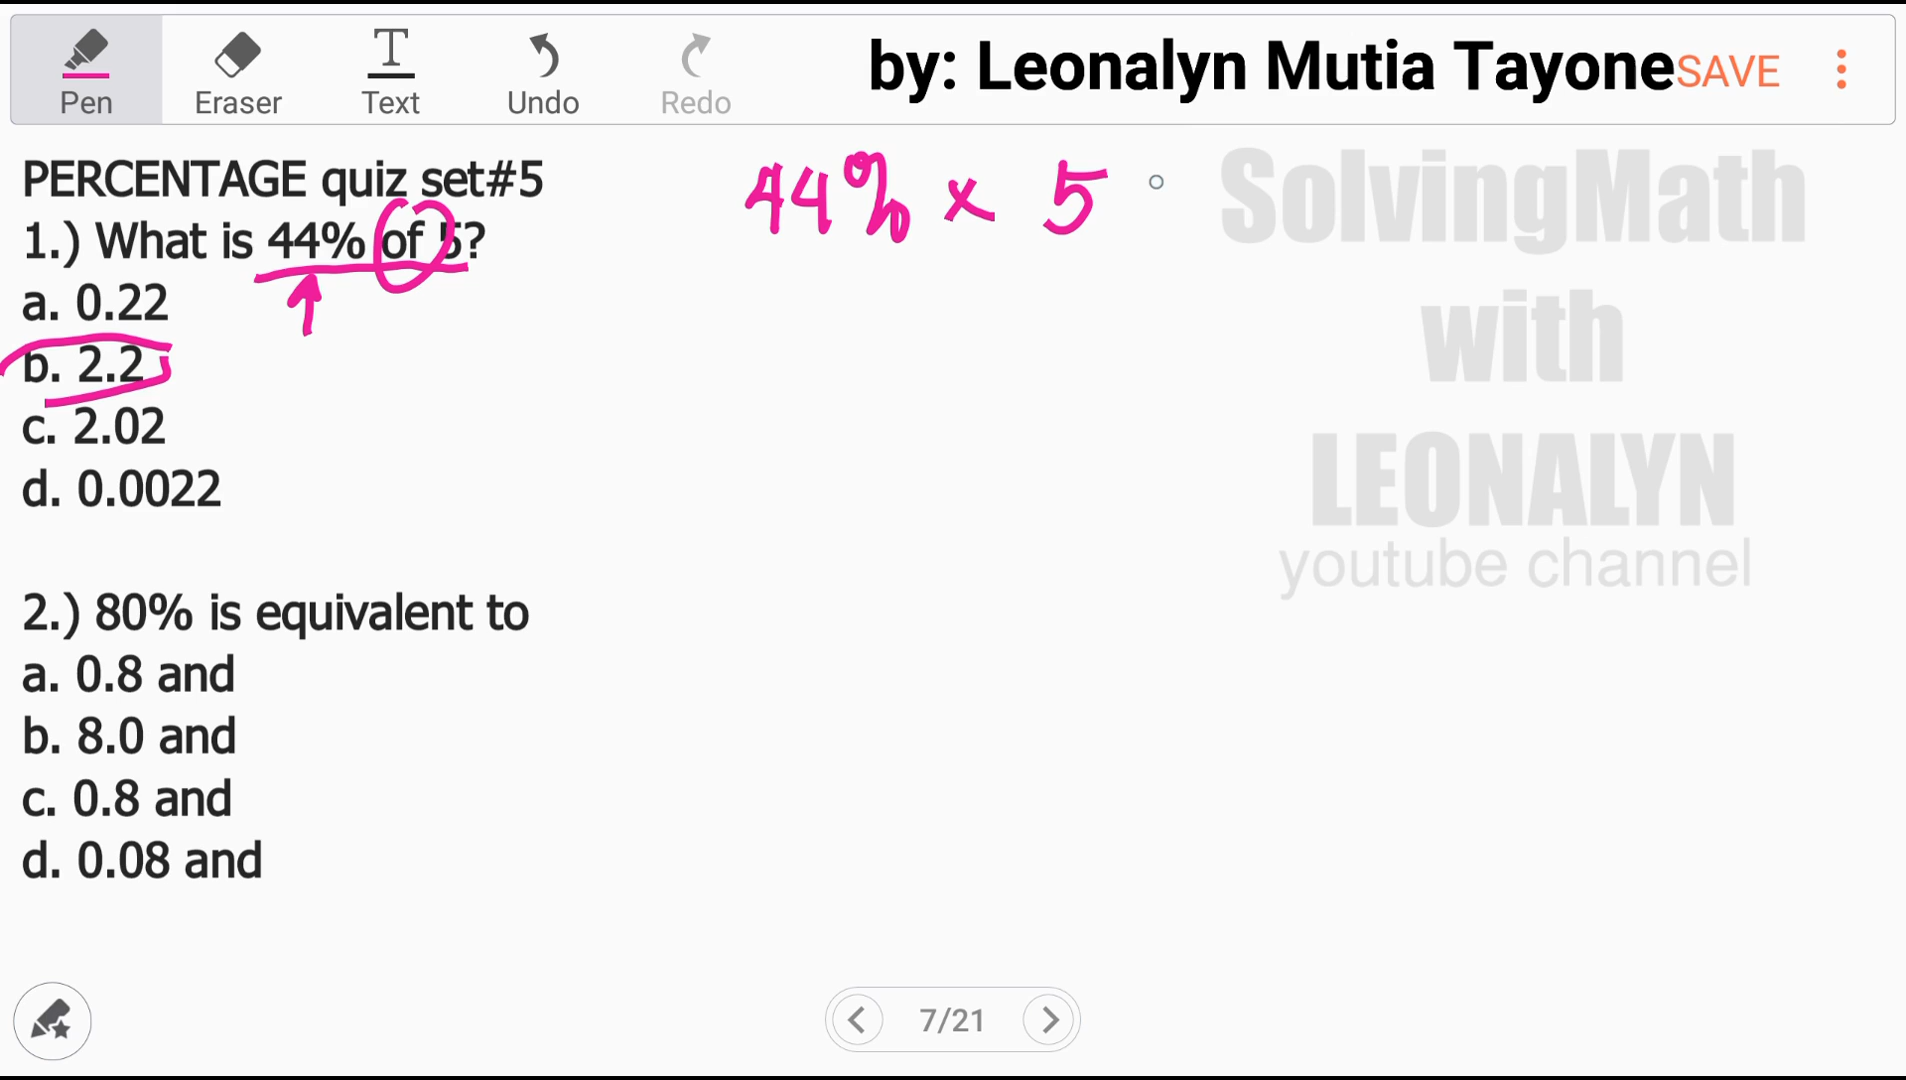 Pen
Eraser
Text
Undo
Redo
by: Leonalyn Mutia Tayone
SAVE
PERCENTAGE quiz set#5
1.) What is 44% of 5?
a. 0.22
b. 2.2
c. 2.02
d. 0.0022
2.) 80% is equivalent to
a. 0.8 and
b. 8.0 and
c. 0.8 and
d. 0.08 and
44% x 5
SolvingMath
with
LEONALYN
youtube channel
7/21